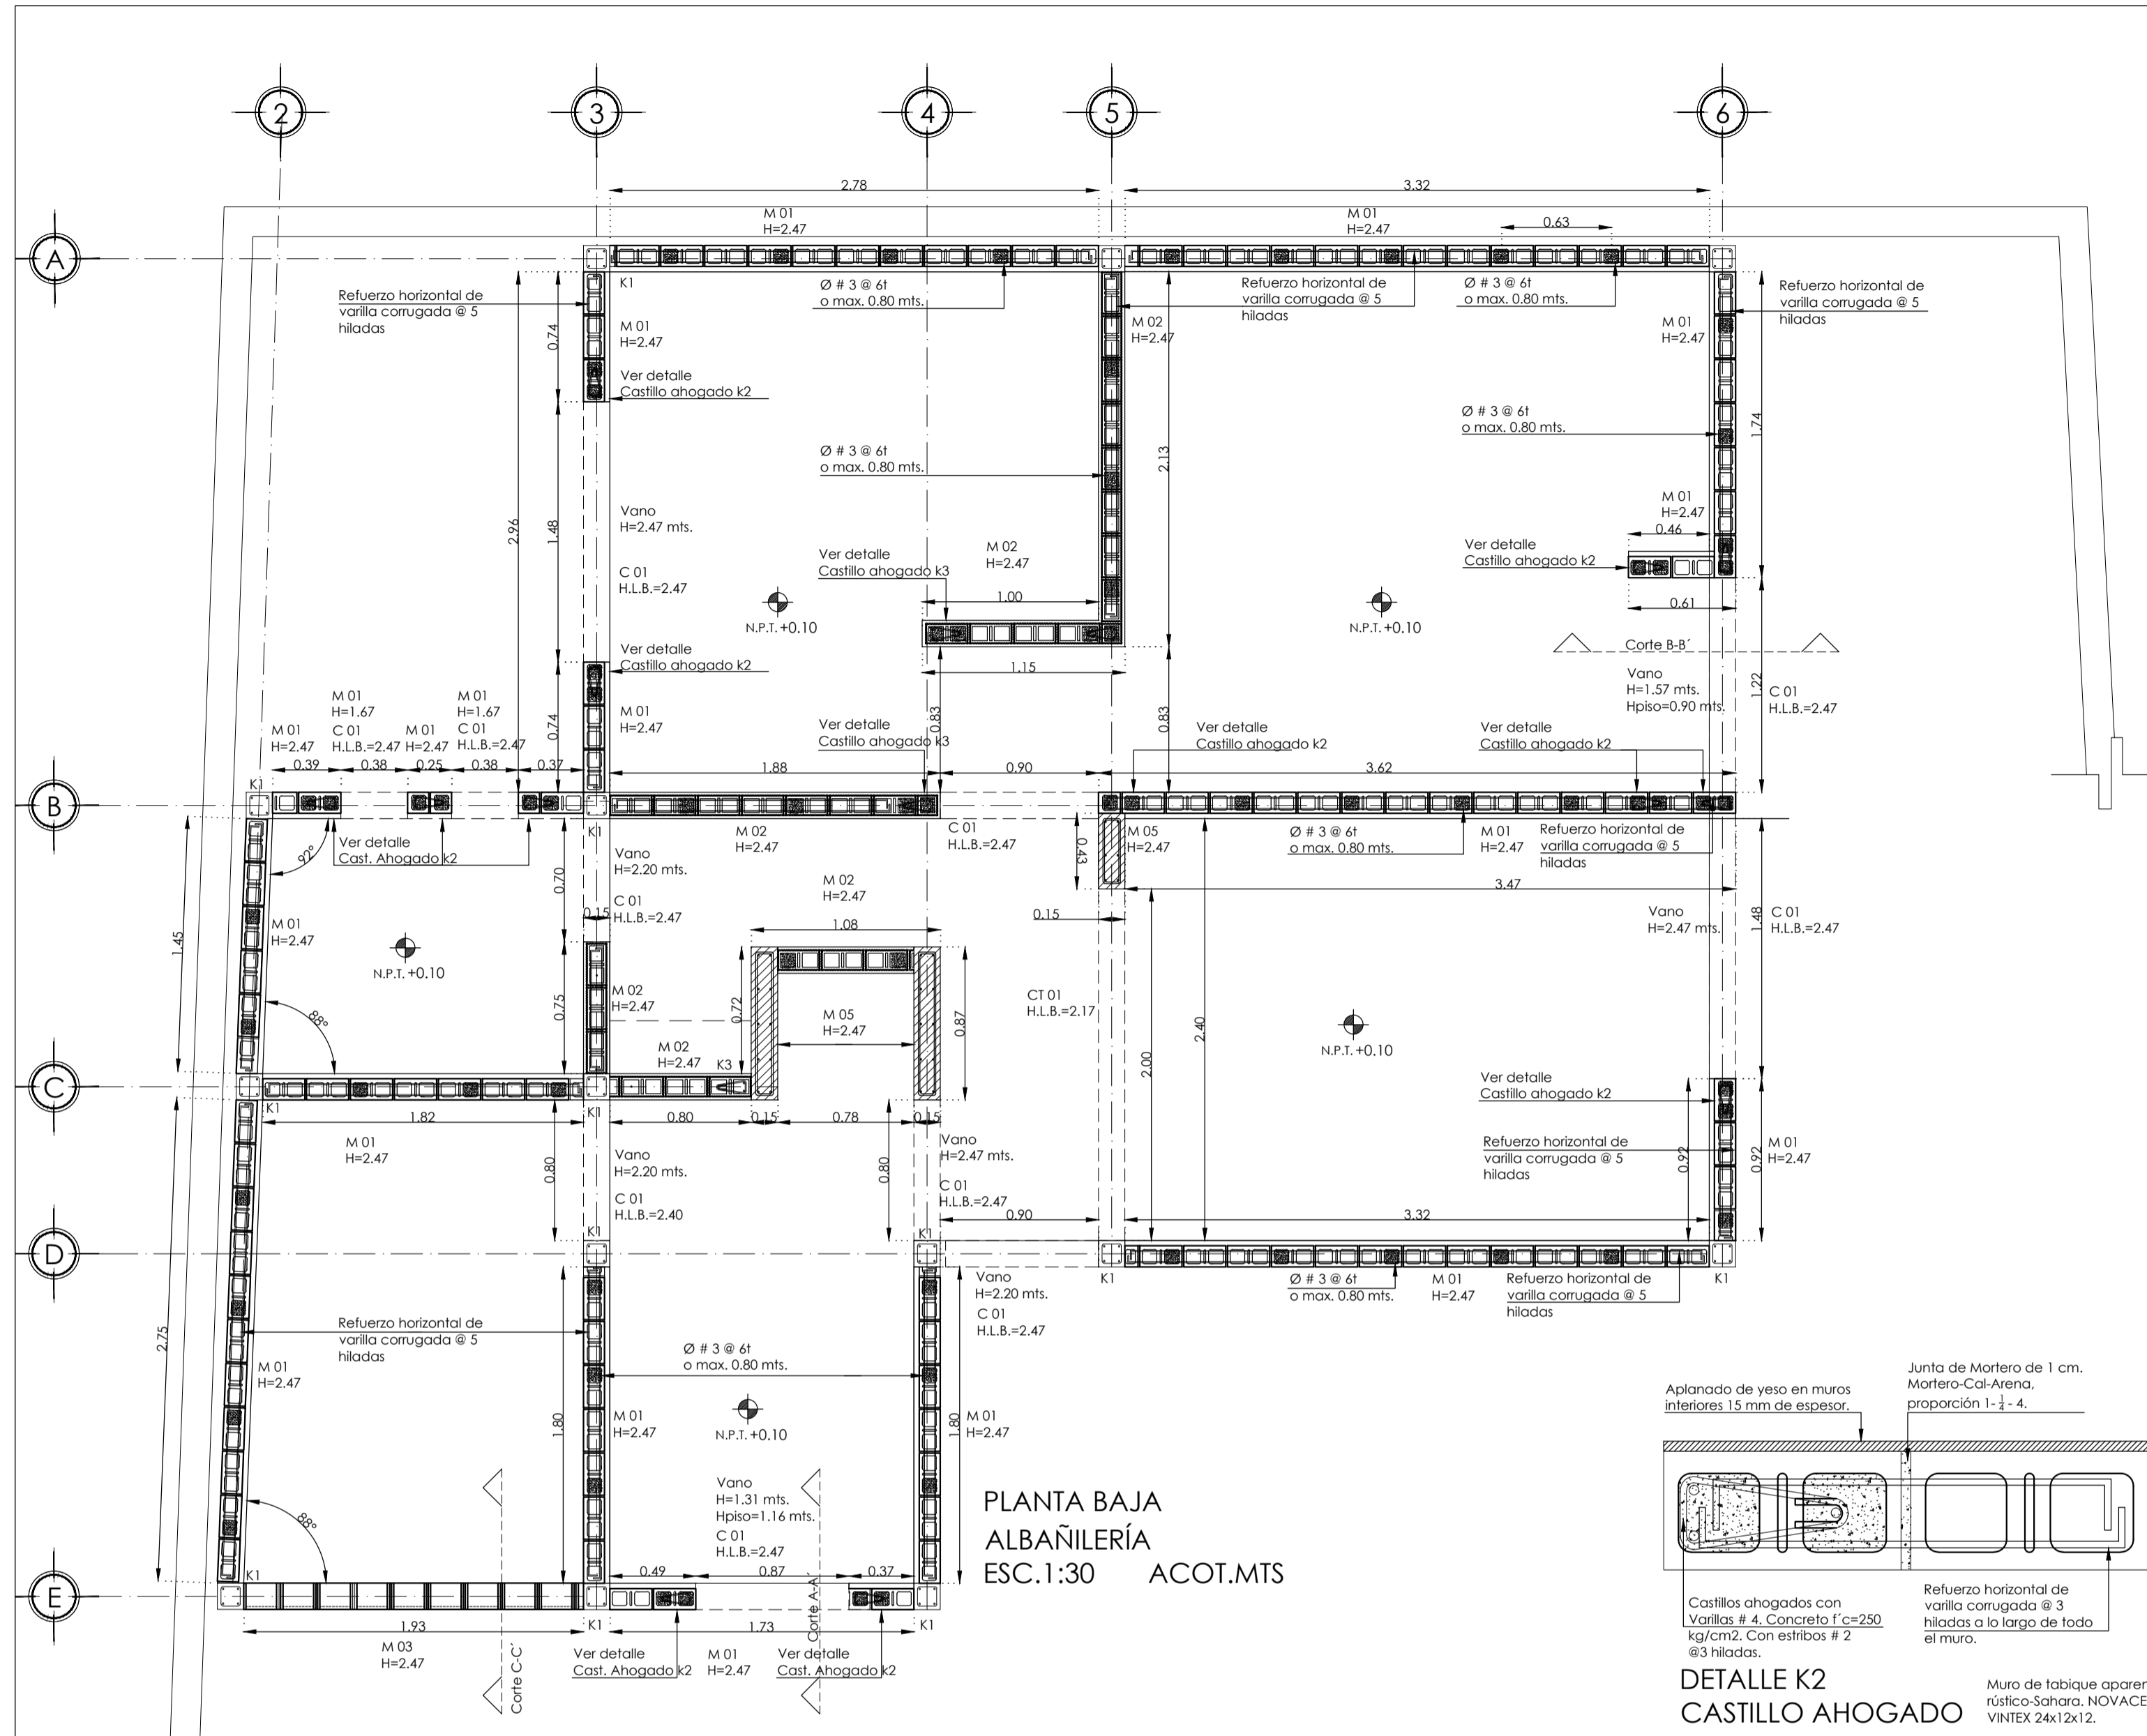 2
3
4
5
6
2.78
3.32
A
M 01
H=2.47
M 01
H=2.47
0.63
K1
Refuerzo horizontal de
varilla corrugada @ 5
hiladas
0.74
M 01
H=2.47
Ø # 3 @ 6t
o max. 0.80 mts.
M 02
H=2.47
Refuerzo horizontal de
varilla corrugada @ 5
hiladas
Ø # 3 @ 6t
o max. 0.80 mts.
M 01
H=2.47
Refuerzo horizontal de
varilla corrugada @ 5
hiladas
Ver detalle
Castillo ahogado k2
Ø # 3 @ 6t
o max. 0.80 mts.
2.13
Ø # 3 @ 6t
o max. 0.80 mts.
1.74
2.96
1.48
Vano
H=2.47 mts.
C 01
H.L.B.=2.47
Ver detalle
Castillo ahogado k3
M 02
H=2.47
1.00
M 01
H=2.47
0.46
Ver detalle
Castillo ahogado k2
0.61
N.P.T. +0.10
N.P.T. +0.10
Corte B-B´
Ver detalle
Castillo ahogado k2
1.15
Vano
H=1.57 mts.
Hpiso=0.90 mts.
1.22
C 01
H.L.B.=2.47
M 01
H=2.47
M 01
H=1.67
C 01
H.L.B.=2.47
M 01
H=2.47
M 01
H=1.67
C 01
H.L.B.=2.47
0.74
M 01
H=2.47
Ver detalle
Castillo ahogado k3
0.83
0.83
Ver detalle
Castillo ahogado k2
Ver detalle
Castillo ahogado k2
0.39
0.38
0.25
0.38
0.37
1.88
0.90
3.62
B
K1
K1
92°
Ver detalle
Cast. Ahogado k2
0.70
Vano
H=2.20 mts.
M 02
H=2.47
C 01
H.L.B.=2.47
0.43
M 05
H=2.47
Ø # 3 @ 6t
o max. 0.80 mts.
M 01
H=2.47
Refuerzo horizontal de
varilla corrugada @ 5
hiladas
3.47
1.45
M 01
H=2.47
0.15
C 01
H.L.B.=2.47
M 02
H=2.47
1.08
0.15
Vano
H=2.47 mts.
1.48
C 01
H.L.B.=2.47
N.P.T. +0.10
88°
0.75
M 02
H=2.47
0.72
M 05
H=2.47
0.87
CT 01
H.L.B.=2.17
2.00
2.40
N.P.T. +0.10
M 02
H=2.47
K3
C
K1
1.82
K1
0.80
0.15
0.78
0.15
Ver detalle
Castillo ahogado k2
M 01
H=2.47
0.80
Vano
H=2.20 mts.
C 01
H.L.B.=2.40
0.80
Vano
H=2.47 mts.
C 01
H.L.B.=2.47
Refuerzo horizontal de
varilla corrugada @ 5
hiladas
0.92
0.92
M 01
H=2.47
0.90
3.32
D
K1
K1
K1
K1
Vano
H=2.20 mts.
C 01
H.L.B.=2.47
Ø # 3 @ 6t
o max. 0.80 mts.
M 01
H=2.47
Refuerzo horizontal de
varilla corrugada @ 5
hiladas
2.75
M 01
H=2.47
Refuerzo horizontal de
varilla corrugada @ 5
hiladas
1.80
M 01
H=2.47
Ø # 3 @ 6t
o max. 0.80 mts.
N.P.T. +0.10
1.80
M 01
H=2.47
88°
Vano
H=1.31 mts.
Hpiso=1.16 mts.
C 01
H.L.B.=2.47
0.49
0.87
0.37
E
K1
K1
K1
1.93
M 03
H=2.47
Corte C-C´
1.73
Corte A-A´
Ver detalle
Cast. Ahogado k2
M 01
H=2.47
Ver detalle
Cast. Ahogado k2
PLANTA BAJA
ALBAÑILERÍA
ESC.1:30 ACOT.MTS
Aplanado de yeso en muros
interiores 15 mm de espesor.
Junta de Mortero de 1 cm.
Mortero-Cal-Arena,
proporción 1- 1/4 - 4.
Castillos ahogados con
Varillas # 4. Concreto f´c=250
kg/cm2. Con estribos # 2
@3 hiladas.
Refuerzo horizontal de
varilla corrugada @ 3
hiladas a lo largo de todo
el muro.
DETALLE K2
CASTILLO AHOGADO
Muro de tabique aparen
rústico-Sahara. NOVACE
VINTEX 24x12x12.